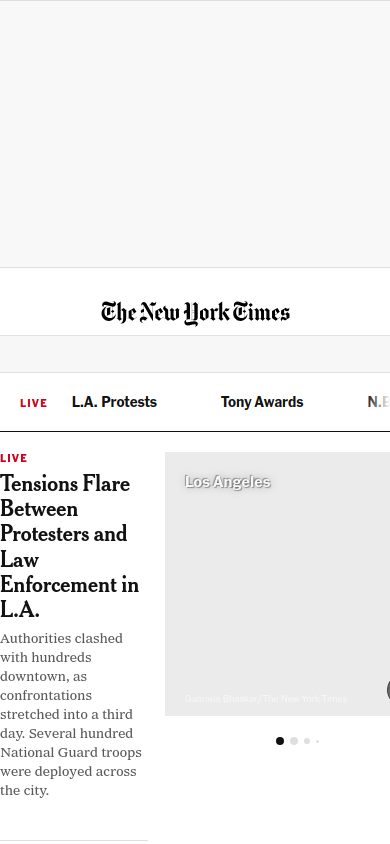 The New York Times
LIVE L.A. Protests Tony Awards
LIVE
Tensions Flare
Between
Protesters and
Law
Enforcement in
L.A.
Authorities clashed
with hundreds
downtown, as
confrontations
stretched into a third
day. Several hundred
National Guard troops
were deployed across
the city.
Los Angeles
/The New York Times